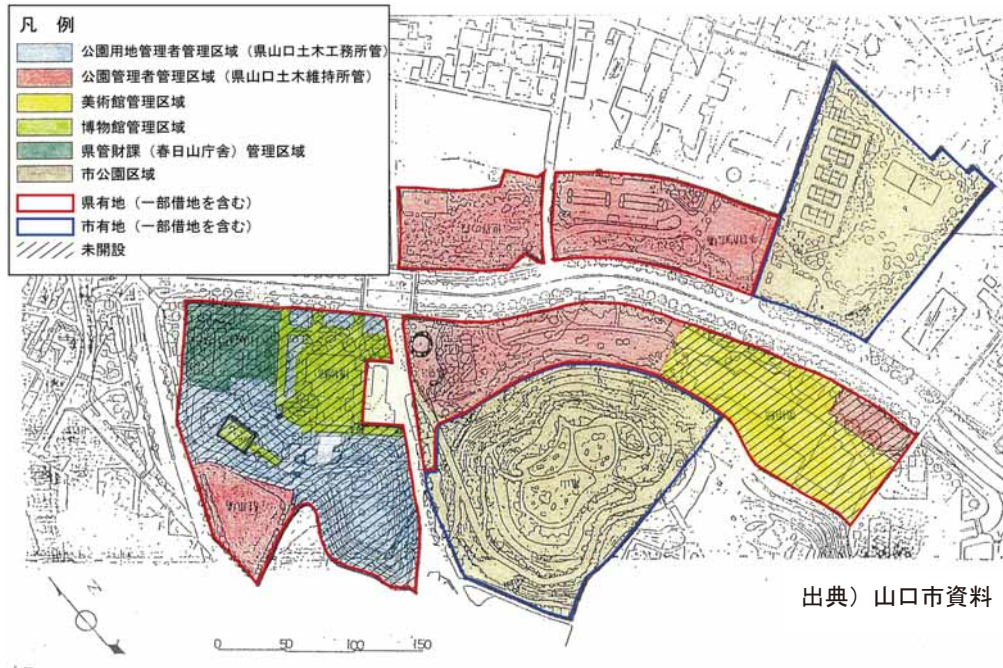 凡 例
公園用地管理者管理区域（県山口土木工務所管）
公園管理者管理区域（県山口土木維持所管）
美術館管理区域
博物館管理区域
県管財課（春日山庁舎）管理区域
市公園区域
県有地（一部借地を含む）
市有地（一部借地を含む）
未開設
出典）山口市資料
N
0 50 100 150